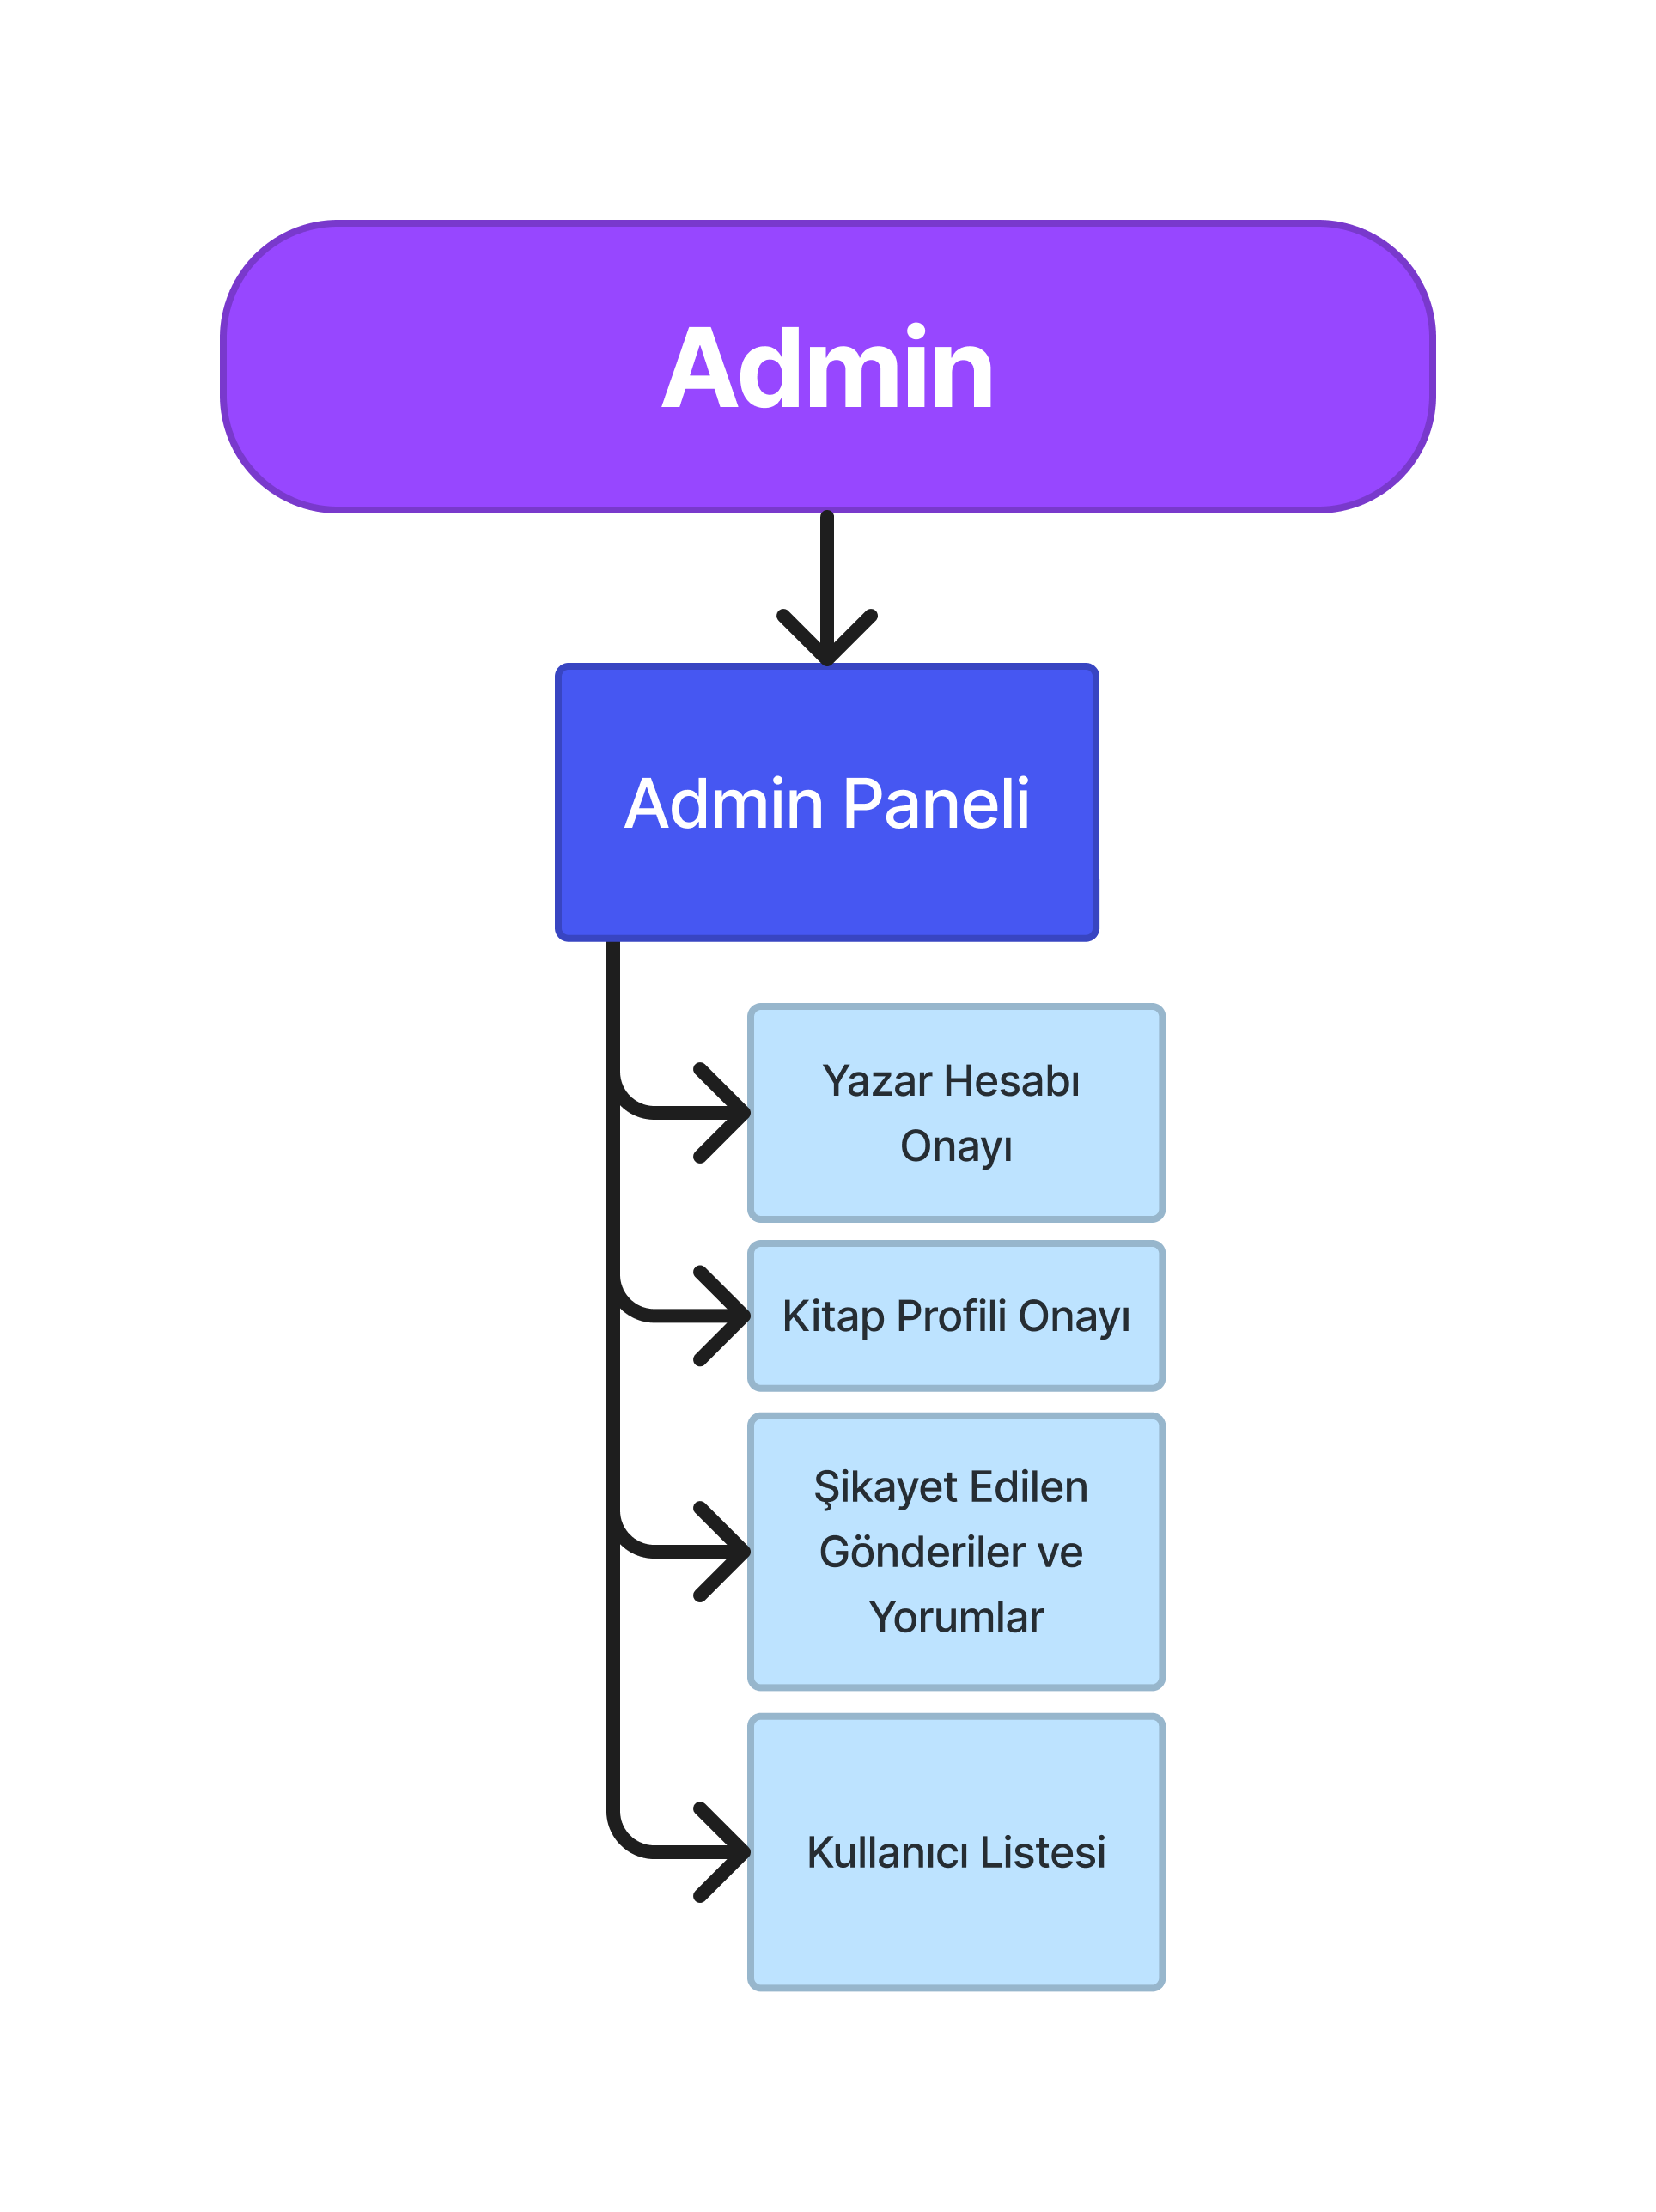 Admin
Admin Paneli
Yazar Hesabı
Onayı
Kitap Profili Onayı
Şikayet Edilen
Gönderiler ve
Yorumlar
Kullanıcı Listesi